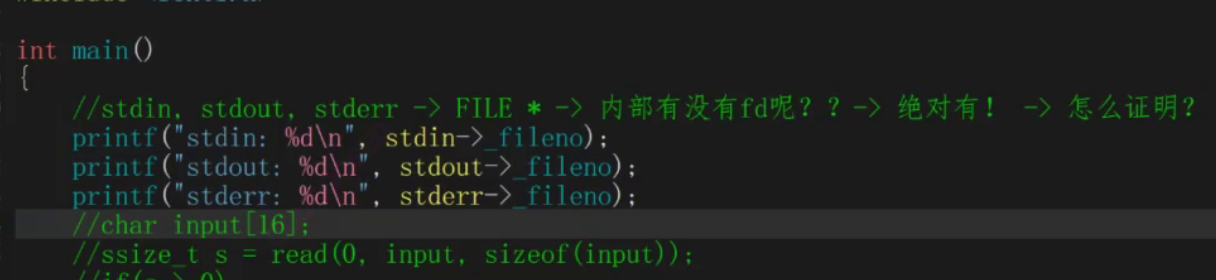 int main()
{
//stdin, stdout, stderr -> FILE * -> 内部有没有fd呢？？-> 绝对有！ -> 怎么证明？
printf("stdin: %d\n", stdin->_fileno);
printf("stdout: %d\n", stdout->_fileno);
printf("stderr: %d\n", stderr->_fileno);
//char input[16];
//ssize_t s = read(0, input, sizeof(input));